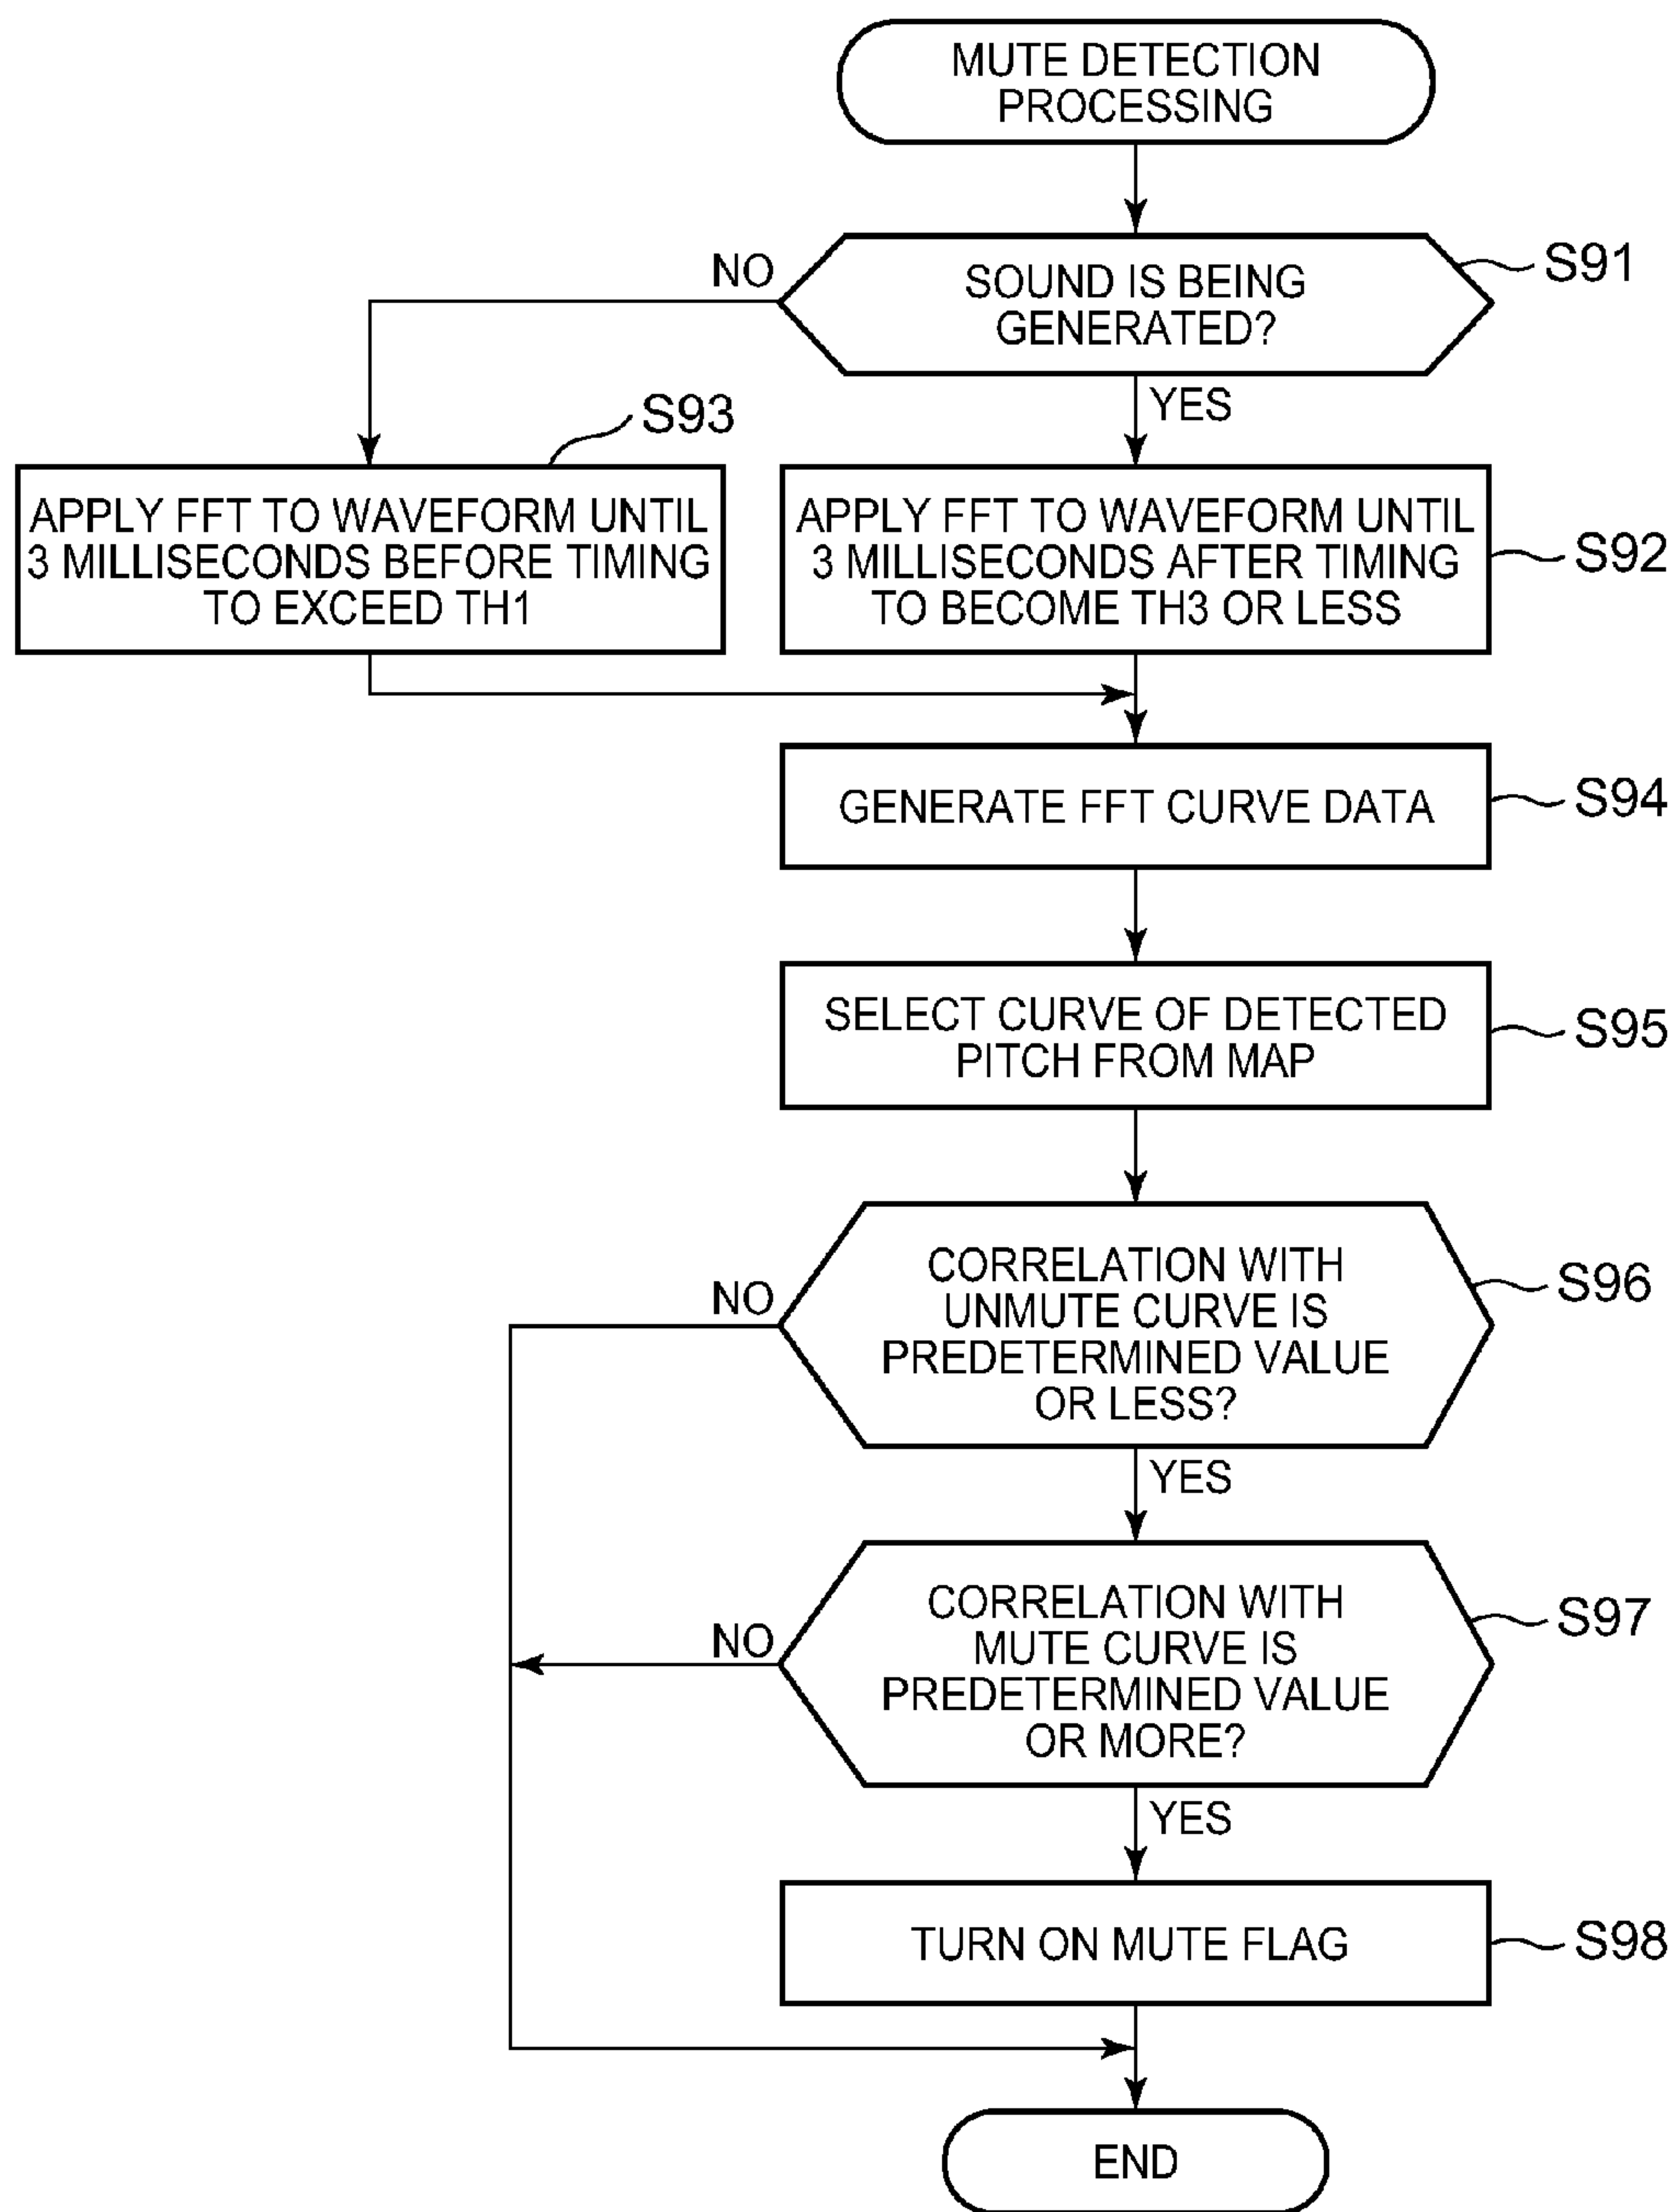 MUTE DETECTION
PROCESSING
SOUND IS BEING
GENERATED?
S91
NO
YES
S93
APPLY FFT TO WAVEFORM UNTIL
3 MILLISECONDS BEFORE TIMING
TO EXCEED TH1
APPLY FFT TO WAVEFORM UNTIL
3 MILLISECONDS AFTER TIMING
TO BECOME TH3 OR LESS
S92
GENERATE FFT CURVE DATA
S94
SELECT CURVE OF DETECTED
PITCH FROM MAP
S95
CORRELATION WITH
UNMUTE CURVE IS
PREDETERMINED VALUE
OR LESS?
S96
NO
YES
CORRELATION WITH
MUTE CURVE IS
PREDETERMINED VALUE
OR MORE?
S97
NO
YES
TURN ON MUTE FLAG
S98
END